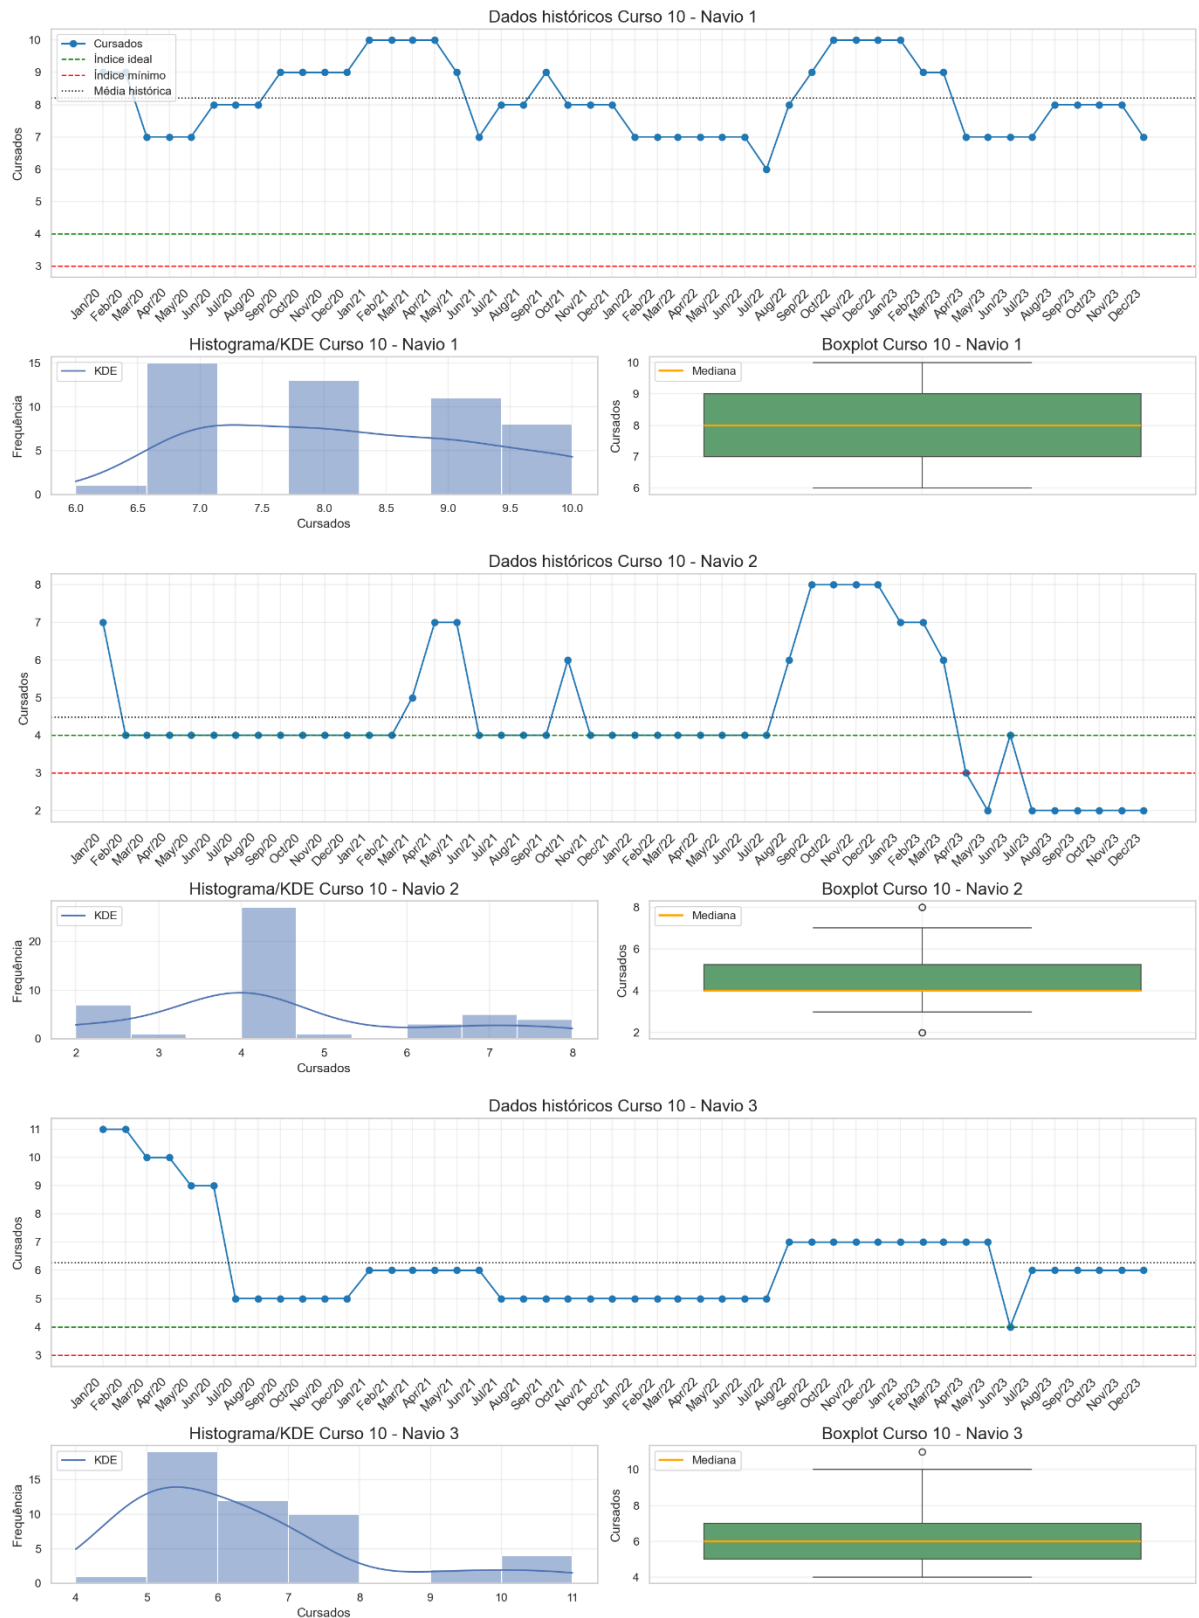 Dados históricos Curso 10 - Navio 1
Cursados
Índice ideal
Índice mínimo
Média histórica
10
9
8
7
6
5
4
3
Cursados
Jan/20 Feb/20 Mar/20 Apr/20 May/20 Jun/20 Jul/20 Aug/20 Sep/20 Oct/20 Nov/20 Dec/20 Jan/21 Feb/21 Mar/21 Apr/21 May/21 Jun/21 Jul/21 Aug/21 Sep/21 Oct/21 Nov/21 Dec/21 Jan/22 Feb/22 Mar/22 Apr/22 May/22 Jun/22 Jul/22 Aug/22 Sep/22 Oct/22 Nov/22 Dec/22 Jan/23 Feb/23 Mar/23 Apr/23 May/23 Jun/23 Jul/23 Aug/23 Sep/23 Oct/23 Nov/23 Dec/23
Histograma/KDE Curso 10 - Navio 1
KDE
15
10
5
0
Frequência
6.0 6.5 7.0 7.5 8.0 8.5 9.0 9.5 10.0
Cursados
Boxplot Curso 10 - Navio 1
Mediana
10
9
8
7
6
Cursados
Dados históricos Curso 10 - Navio 2
8
7
6
5
4
3
2
Cursados
Jan/20 Feb/20 Mar/20 Apr/20 May/20 Jun/20 Jul/20 Aug/20 Sep/20 Oct/20 Nov/20 Dec/20 Jan/21 Feb/21 Mar/21 Apr/21 May/21 Jun/21 Jul/21 Aug/21 Sep/21 Oct/21 Nov/21 Dec/21 Jan/22 Feb/22 Mar/22 Apr/22 May/22 Jun/22 Jul/22 Aug/22 Sep/22 Oct/22 Nov/22 Dec/22 Jan/23 Feb/23 Mar/23 Apr/23 May/23 Jun/23 Jul/23 Aug/23 Sep/23 Oct/23 Nov/23 Dec/23
Histograma/KDE Curso 10 - Navio 2
KDE
20
10
0
Frequência
2 3 4 5 6 7 8
Cursados
Boxplot Curso 10 - Navio 2
Mediana
8
6
4
2
Cursados
Dados históricos Curso 10 - Navio 3
11
10
9
8
7
6
5
4
3
Cursados
Jan/20 Feb/20 Mar/20 Apr/20 May/20 Jun/20 Jul/20 Aug/20 Sep/20 Oct/20 Nov/20 Dec/20 Jan/21 Feb/21 Mar/21 Apr/21 May/21 Jun/21 Jul/21 Aug/21 Sep/21 Oct/21 Nov/21 Dec/21 Jan/22 Feb/22 Mar/22 Apr/22 May/22 Jun/22 Jul/22 Aug/22 Sep/22 Oct/22 Nov/22 Dec/22 Jan/23 Feb/23 Mar/23 Apr/23 May/23 Jun/23 Jul/23 Aug/23 Sep/23 Oct/23 Nov/23 Dec/23
Histograma/KDE Curso 10 - Navio 3
KDE
15
10
5
0
Frequência
4 5 6 7 8 9 10 11
Cursados
Boxplot Curso 10 - Navio 3
Mediana
10
8
6
4
Cursados